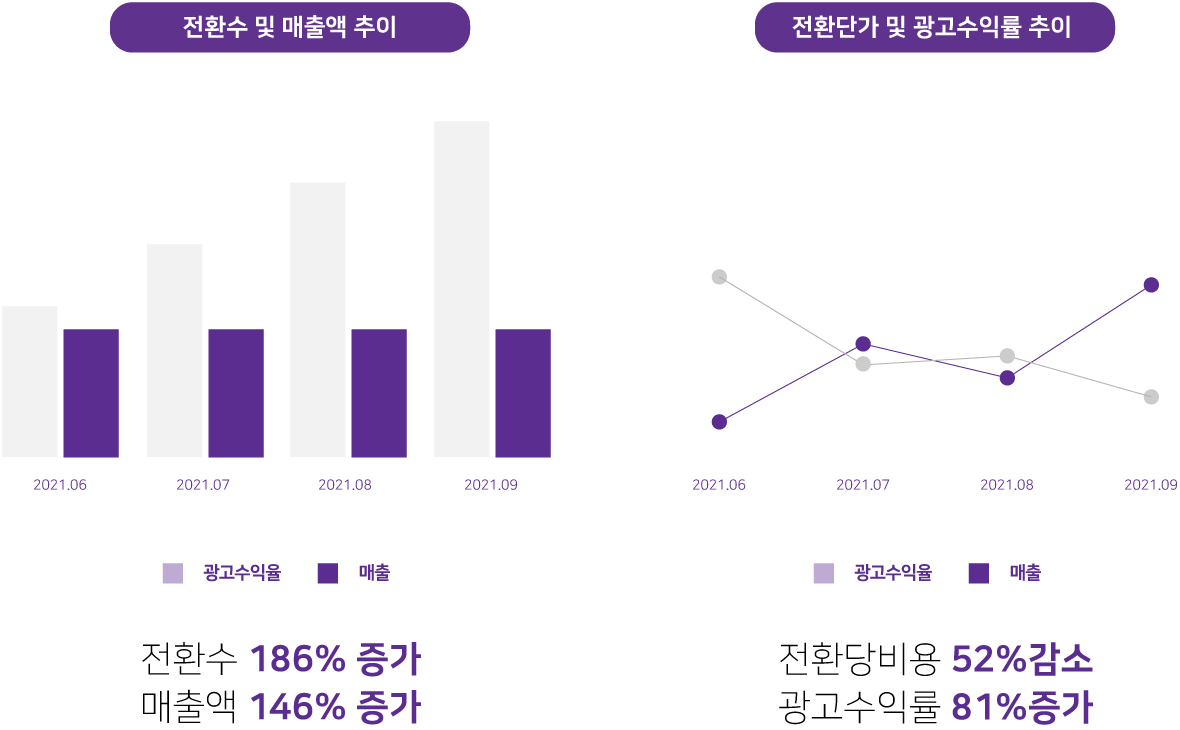 전환수 및 매출액 추이
2021.06
2021.07
2021.08
2021.09
광고수익율
매출
전환수 186% 증가
매출액 146% 증가
전환단가 및 광고수익률 추이
2021.06
2021.07
2021.08
2021.09
광고수익율
매출
전환당비용 52%감소
광고수익률 81%증가